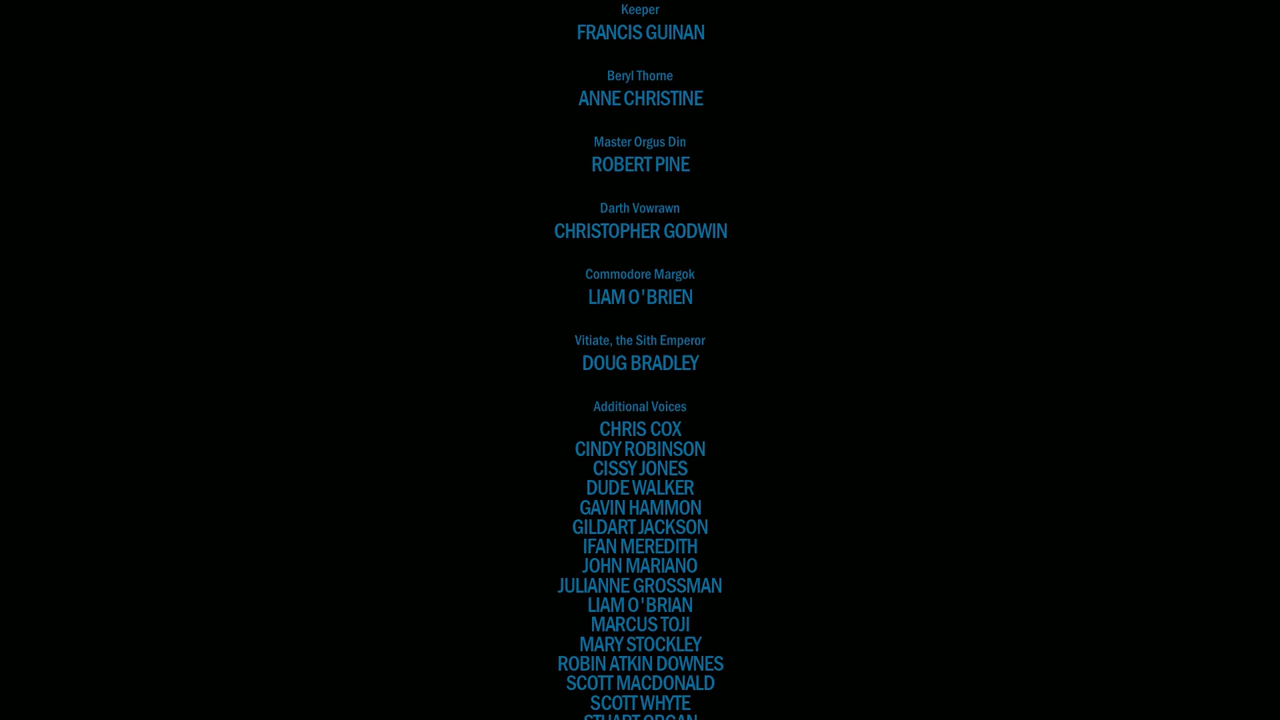 Keeper
FRANCIS GUINAN
Beryl Thorne
ANNE CHRISTINE
Master Orgus Din
ROBERT PINE
Darth Vowrawn
CHRISTOPHER GODWIN
Commodore Margok
LIAM O'BRIEN
Vitiate, the Sith Emperor
DOUG BRADLEY
Additional Voices
CHRIS COX
CINDY ROBINSON
CISSY JONES
DUDE WALKER
GAVIN HAMMON
GILDART JACKSON
IFAN MEREDITH
JOHN MARIANO
JULIANNE GROSSMAN
LIAM O'BRIAN
MARCUS TOJI
MARY STOCKLEY
ROBIN ATKIN DOWNES
SCOTT MACDONALD
SCOTT WHYTE
STUART ORGAN